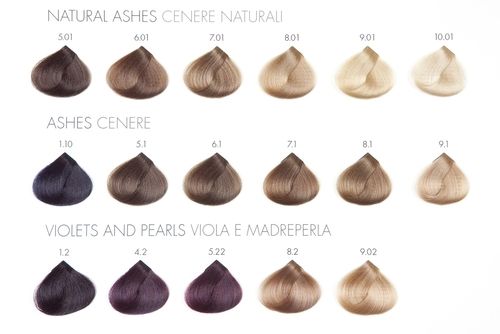 NATURAL ASHES CENERE NATURALI
5.01 6.01 7.01 8.01 9.01 10.01
ASHES CENERE
1.10 5.1 6.1 7.1 8.1 9.1
VIOLETS AND PEARLS VIOLA E MADREPERLA
1.2 4.2 5.22 8.2 9.02